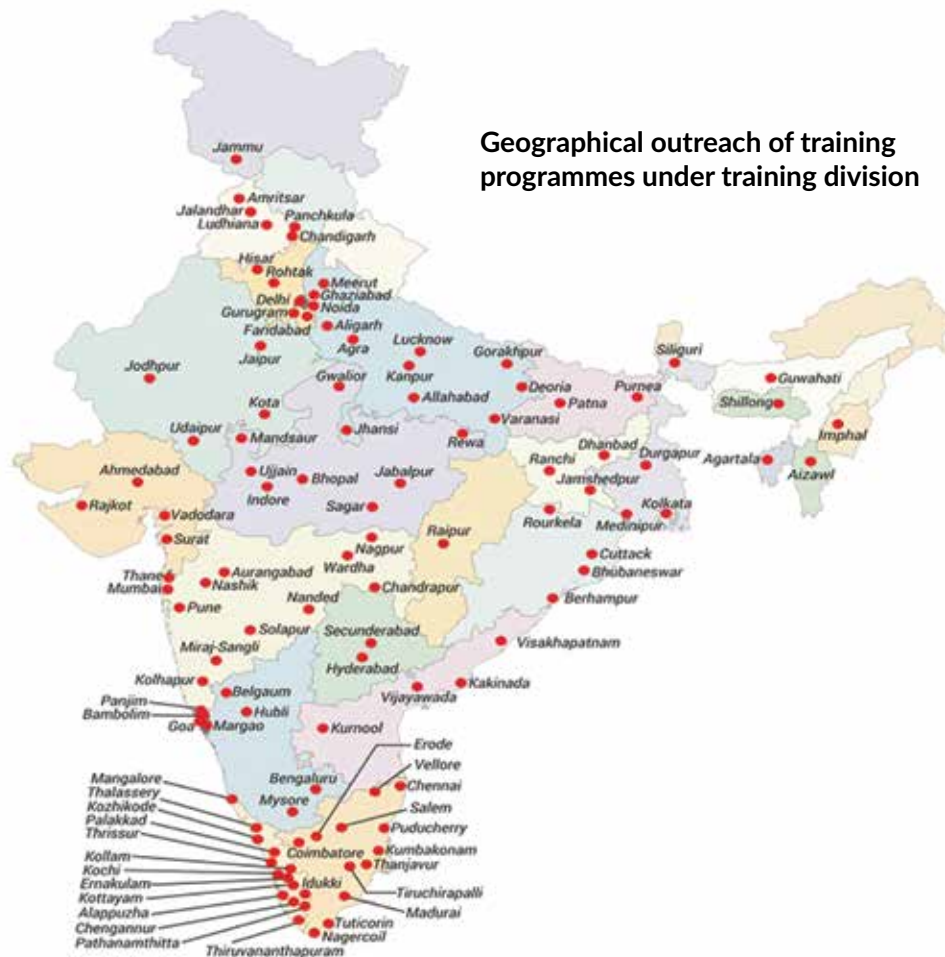 Geographical outreach of training
programmes under training division
Jammu
Amritsar
Jalandhar
Ludhiana
Panchkula
Chandigarh
Hisar
Rohtak
Meerut
Delhi
Ghaziabad
Gurugram
Noida
Faridabad
Aligarh
Jaipur
Agra
Lucknow
Gorakhpur
Siliguri
Jodhpur
Gwalior
Kanpur
Deoria
Purnea
Guwahati
Allahabad
Patna
Shillong
Kota
Varanasi
Imphal
Udaipur
Mandsaur
Jhansi
Rewa
Dhanbad
Durgapur
Agartala
Aizawl
Ahmedabad
Ujjain
Bhopal
Jabalpur
Ranchi
Jamshedpur
Rajkot
Indore
Sagar
Kolkata
Vadodara
Rourkela
Medinipur
Surat
Raipur
Nagpur
Wardha
Cuttack
Bhubaneswar
Thane
Mumbai
Aurangabad
Nashik
Chandrapur
Nanded
Berhampur
Pune
Solapur
Secunderabad
Visakhapatnam
Miraj-Sangli
Hyderabad
Kolhapur
Belgaum
Vijayawada
Kakinada
Panjim
Bambolim
Hubli
Goa
Margao
Kurnool
Erode
Vellore
Mangalore
Bengaluru
Chennai
Thalassery
Mysore
Salem
Kozhikode
Palakkad
Puducherry
Thrissur
Coimbatore
Kumbakonam
Kollam
Thanjavur
Kochi
Ernakulam
Idukki
Tiruchirapalli
Kottayam
Alappuzha
Madurai
Chengannur
Tuticorin
Pathanamthitta
Nagercoil
Thiruvananthapuram